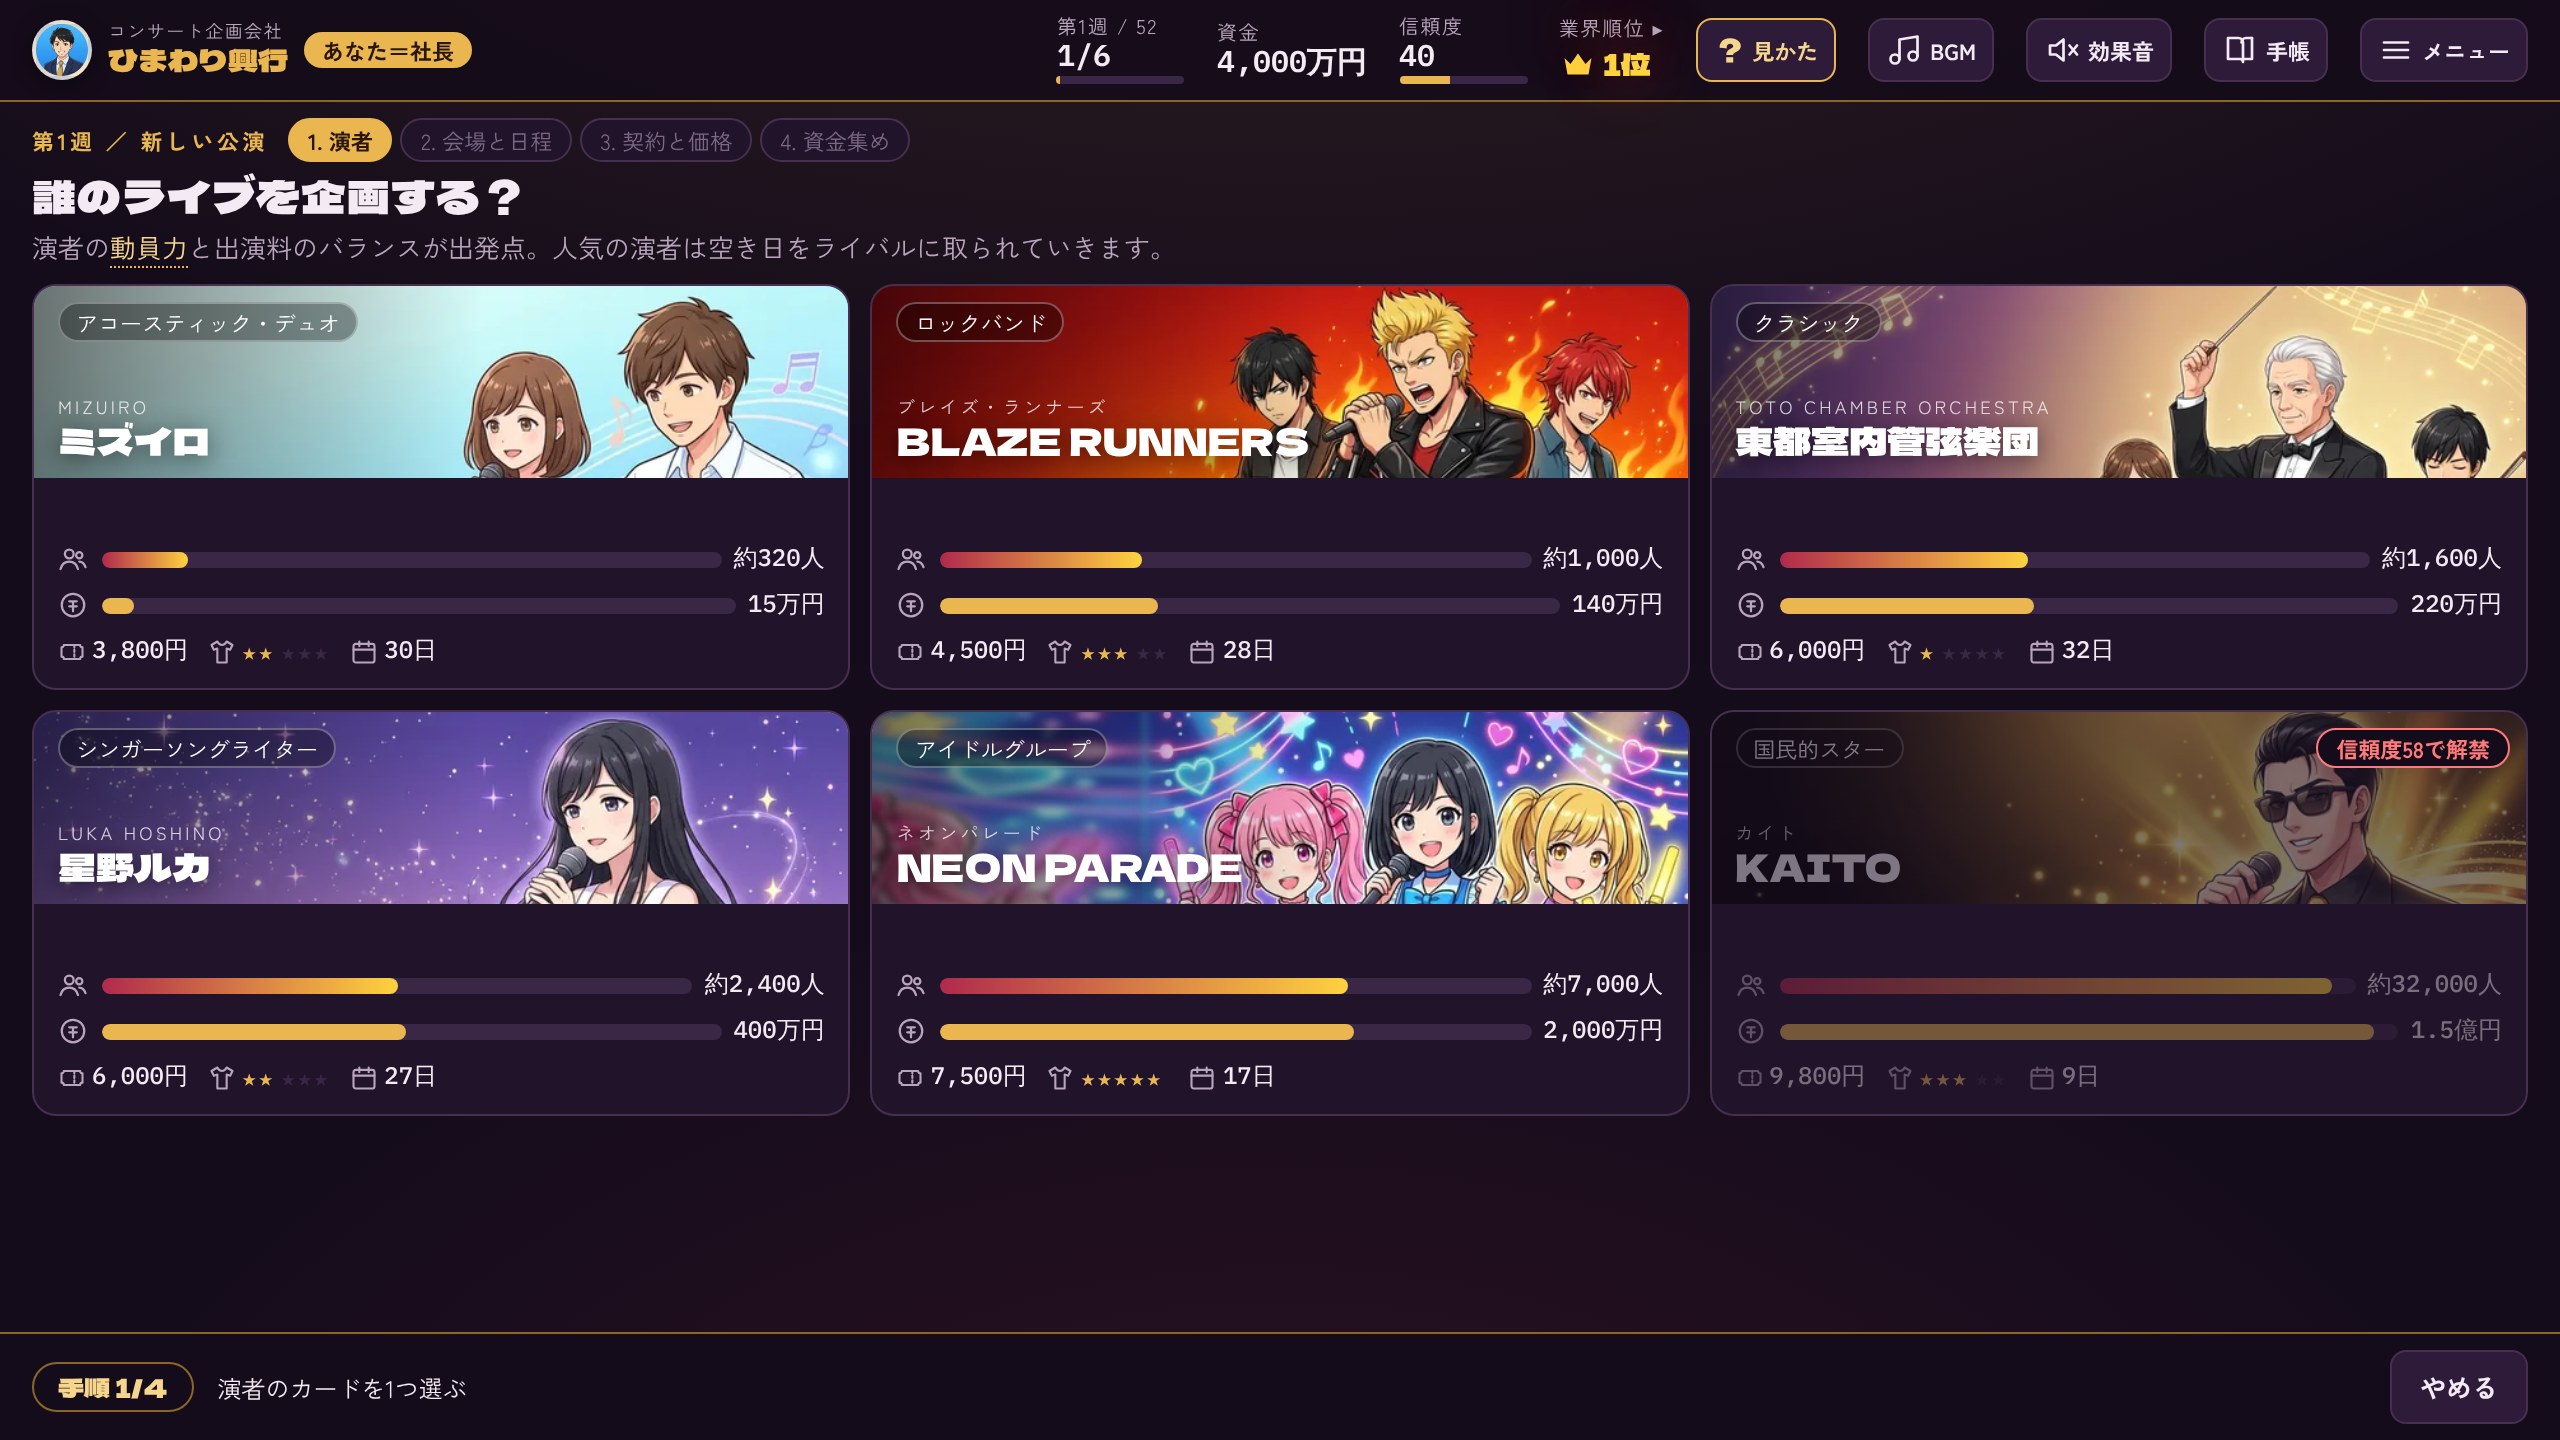 コンサート企画会社
ひまわり興行
あなた＝社長
第1週 / 52
1/6
資金
4,000万円
信頼度
40
業界順位 ▸
1位
? 見かた
BGM
効果音
手帳
メニュー
第1週 ／ 新しい公演
1. 演者
2. 会場と日程
3. 契約と価格
4. 資金集め
誰のライブを企画する？
演者の動員力と出演料のバランスが出発点。人気の演者は空き日をライバルに取られていきます。
アコースティック・デュオ
MIZUIRO
ミズイロ
約320人
15万円
3,800円 ★★★★★ 30日
ロックバンド
ブレイズ・ランナーズ
BLAZE RUNNERS
約1,000人
140万円
4,500円 ★★★★★ 28日
クラシック
TOTO CHAMBER ORCHESTRA
東都室内管弦楽団
約1,600人
220万円
6,000円 ★★★★★ 32日
シンガーソングライター
LUKA HOSHINO
星野ルカ
約2,400人
400万円
6,000円 ★★★★★ 27日
アイドルグループ
ネオンパレード
NEON PARADE
約7,000人
2,000万円
7,500円 ★★★★★ 17日
国民的スター
信頼度58で解禁
カイト
KAITO
約32,000人
1.5億円
9,800円 ★★★★★ 9日
手順 1/4
演者のカードを1つ選ぶ
やめる